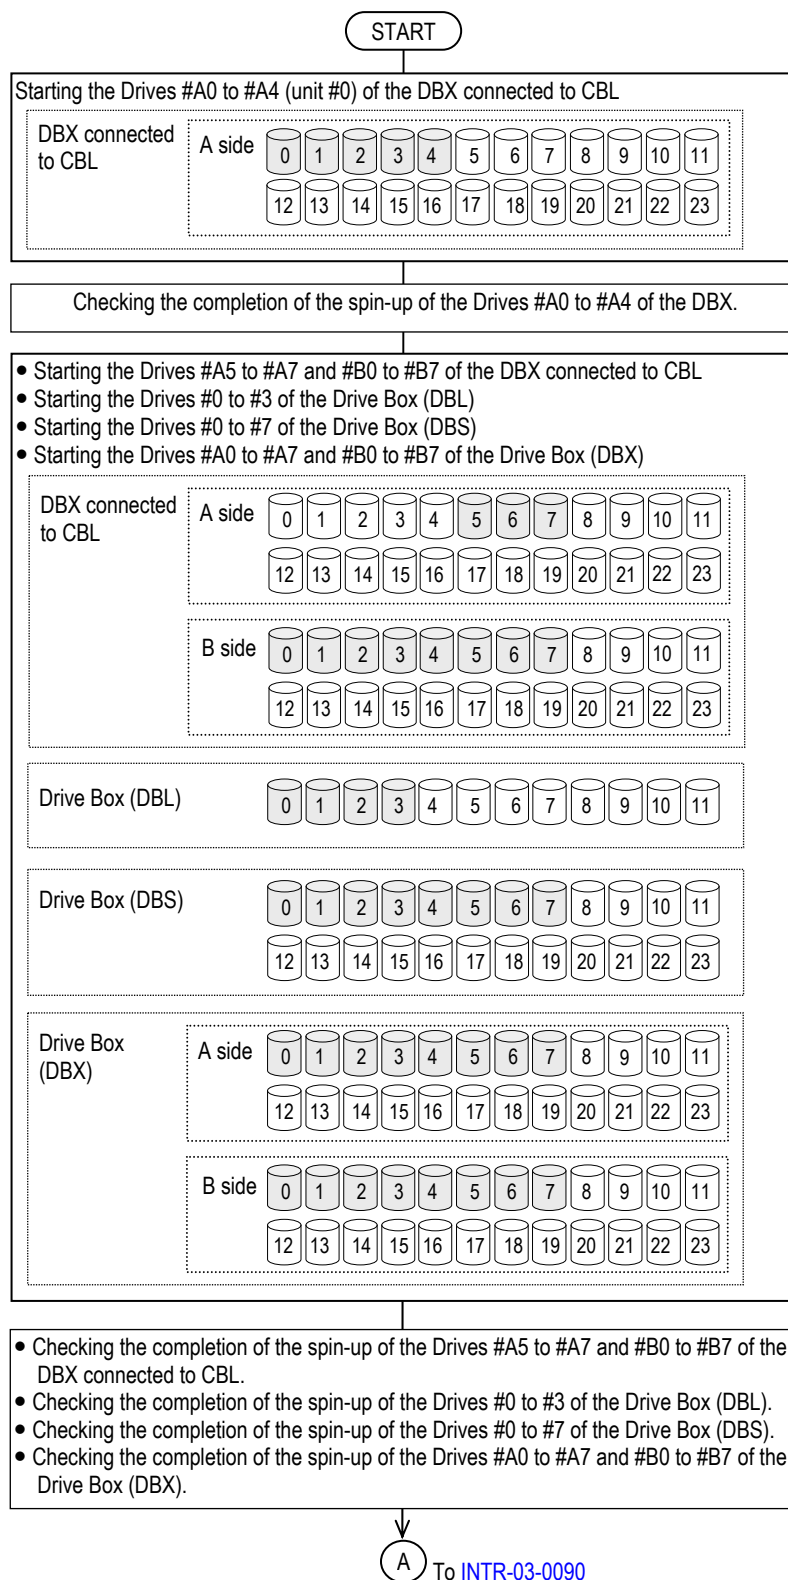 START
Starting the Drives #A0 to #A4 (unit #0) of the DBX connected to CBL
DBX connected
to CBL
A side
0 1 2 3 4 5 6 7 8 9 10 11
12 13 14 15 16 17 18 19 20 21 22 23
Checking the completion of the spin-up of the Drives #A0 to #A4 of the DBX.
● Starting the Drives #A5 to #A7 and #B0 to #B7 of the DBX connected to CBL
● Starting the Drives #0 to #3 of the Drive Box (DBL)
● Starting the Drives #0 to #7 of the Drive Box (DBS)
● Starting the Drives #A0 to #A7 and #B0 to #B7 of the Drive Box (DBX)
DBX connected
to CBL
A side
0 1 2 3 4 5 6 7 8 9 10 11
12 13 14 15 16 17 18 19 20 21 22 23
B side
0 1 2 3 4 5 6 7 8 9 10 11
12 13 14 15 16 17 18 19 20 21 22 23
Drive Box (DBL)
0 1 2 3 4 5 6 7 8 9 10 11
Drive Box (DBS)
0 1 2 3 4 5 6 7 8 9 10 11
12 13 14 15 16 17 18 19 20 21 22 23
Drive Box
(DBX)
A side
0 1 2 3 4 5 6 7 8 9 10 11
12 13 14 15 16 17 18 19 20 21 22 23
B side
0 1 2 3 4 5 6 7 8 9 10 11
12 13 14 15 16 17 18 19 20 21 22 23
● Checking the completion of the spin-up of the Drives #A5 to #A7 and #B0 to #B7 of the
DBX connected to CBL.
● Checking the completion of the spin-up of the Drives #0 to #3 of the Drive Box (DBL).
● Checking the completion of the spin-up of the Drives #0 to #7 of the Drive Box (DBS).
● Checking the completion of the spin-up of the Drives #A0 to #A7 and #B0 to #B7 of the
Drive Box (DBX).
A To INTR-03-0090